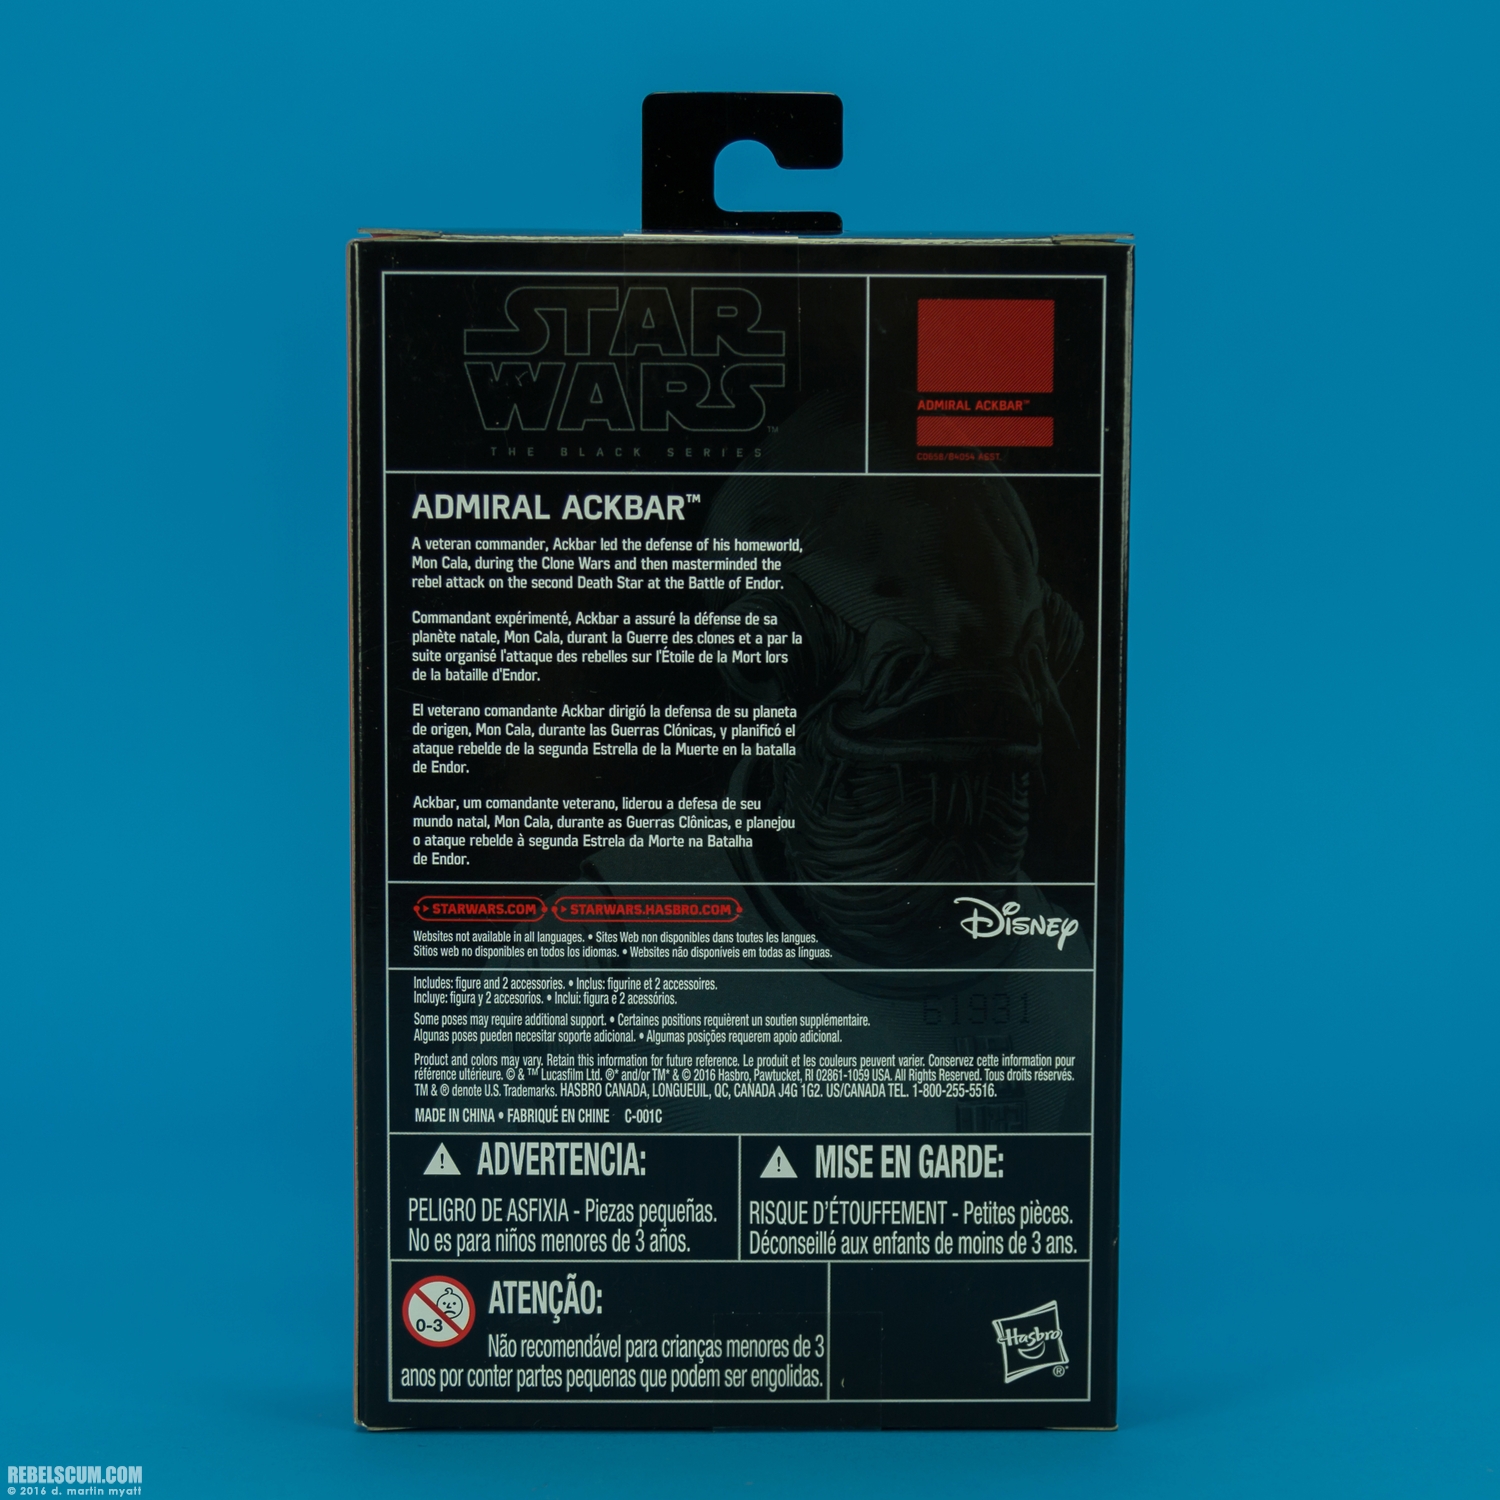 STAR
WARS™
THE BLACK SERIES
ADMIRAL ACKBAR™
C0658/B4054 ASST.
ADMIRAL ACKBAR™
A veteran commander, Ackbar led the defense of his homeworld,
Mon Cala, during the Clone Wars and then masterminded the
rebel attack on the second Death Star at the Battle of Endor.
Commandant expérimenté, Ackbar a assuré la défense de sa
planète natale, Mon Cala, durant la Guerre des clones et a par la
suite organisé l'attaque des rebelles sur l'Étoile de la Mort lors
de la bataille d'Endor.
El veterano comandante Ackbar dirigió la defensa de su planeta
de origen, Mon Cala, durante las Guerras Clónicas, y planificó el
ataque rebelde de la segunda Estrella de la Muerte en la batalla
de Endor.
Ackbar, um comandante veterano, liderou a defesa de seu
mundo natal, Mon Cala, durante as Guerras Clônicas, e planejou
o ataque rebelde à segunda Estrela da Morte na Batalha
de Endor.
STARWARS.COM STARWARS.HASBRO.COM
Disney
Websites not available in all languages. • Sites Web non disponibles dans toutes les langues.
Sitios web no disponibles en todos los idiomas. • Websites não disponíveis em todas as línguas.
Includes: figure and 2 accessories. • Inclus: figurine et 2 accessoires.
Incluye: figura y 2 accesorios. • Inclui: figura e 2 acessórios.
61931
Some poses may require additional support. • Certaines positions requièrent un soutien supplémentaire.
Algunas poses pueden necesitar soporte adicional. • Algumas posições requerem apoio adicional.
Product and colors may vary. Retain this information for future reference. Le produit et les couleurs peuvent varier. Conservez cette information pour
référence ultérieure. © & ™ Lucasfilm Ltd. ®* and/or TM* & © 2016 Hasbro, Pawtucket, RI 02861-1059 USA. All Rights Reserved. Tous droits réservés.
TM & ® denote U.S. Trademarks. HASBRO CANADA, LONGUEUIL, QC, CANADA J4G 1G2. US/CANADA TEL. 1-800-255-5516.
MADE IN CHINA • FABRIQUÉ EN CHINE C-001C
ADVERTENCIA:
PELIGRO DE ASFIXIA - Piezas pequeñas.
No es para niños menores de 3 años.
MISE EN GARDE:
RISQUE D'ÉTOUFFEMENT - Petites pièces.
Déconseillé aux enfants de moins de 3 ans.
0-3
ATENÇÃO:
Não recomendável para crianças menores de 3
anos por conter partes pequenas que podem ser engolidas.
Hasbro
®*
REBELSCUM.COM
© 2016 d. martin myatt